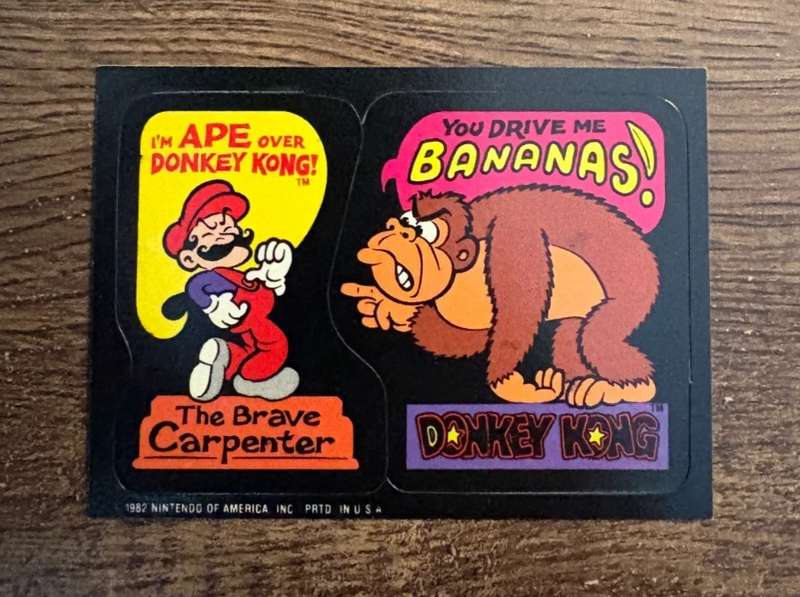 I'M APE OVER
DONKEY KONG!
TM
The Brave
Carpenter
YOU DRIVE ME
BANANAS!
DONKEY KONG
TM
1982 NINTENDO OF AMERICA INC PRTD IN U S A